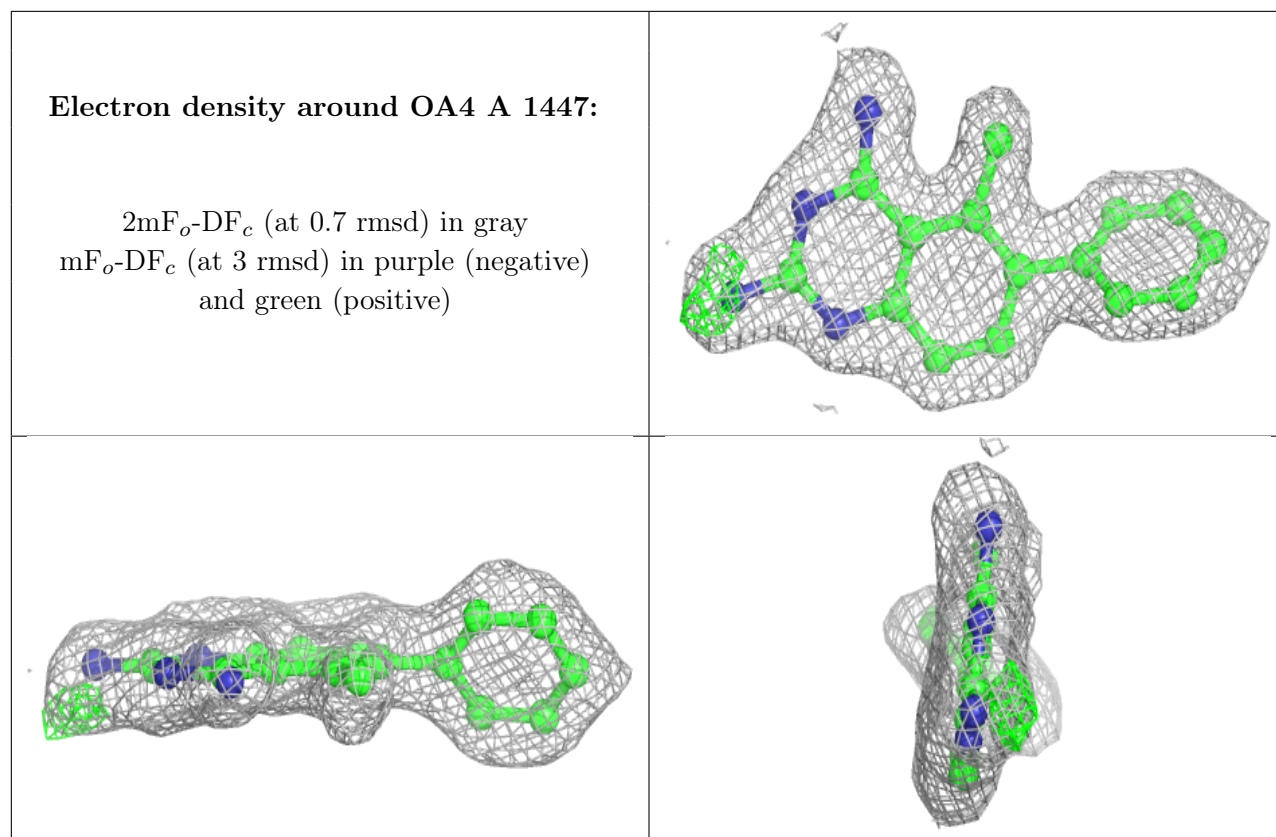 Electron density around OA4 A 1447:
2mFₒ-DF𝒸 (at 0.7 rmsd) in gray
mFₒ-DF𝒸 (at 3 rmsd) in purple (negative)
and green (positive)